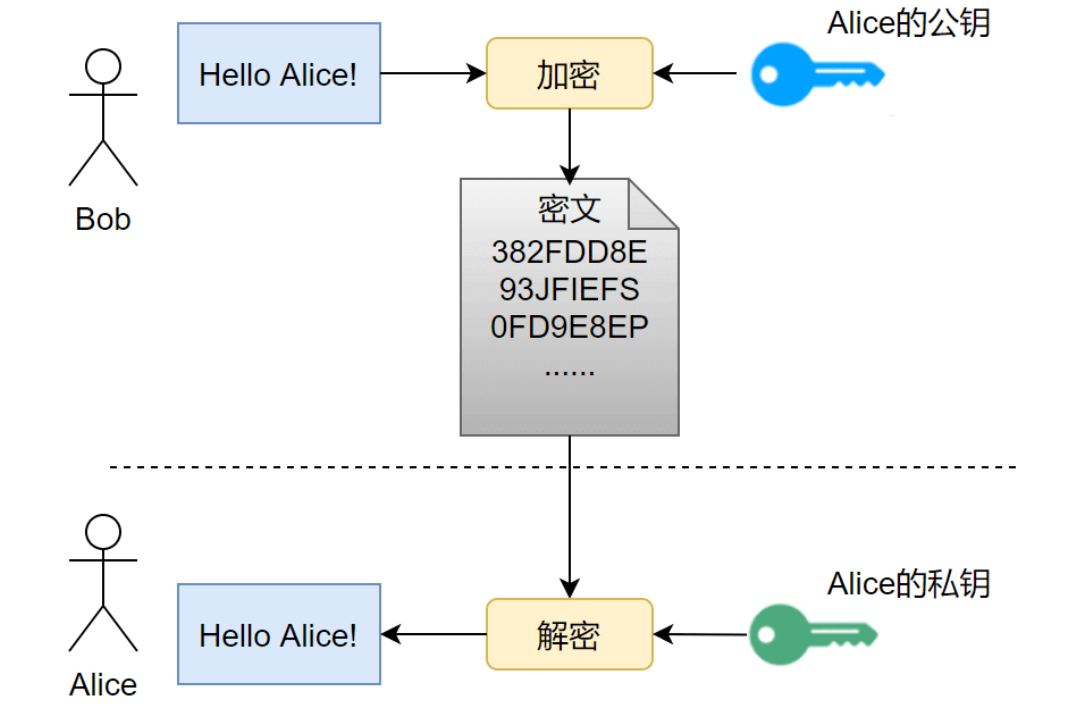 Alice的公钥
Hello Alice!
加密
Bob
密文
382FDD8E
93JFIEFS
0FD9E8EP
......
Alice的私钥
Hello Alice!
解密
Alice